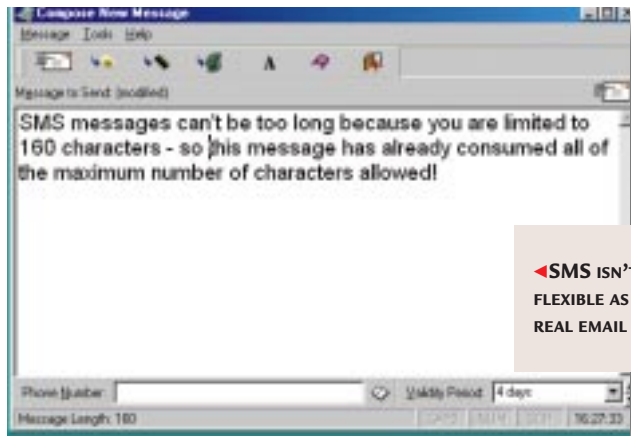 Compose New Message
Message Tools Help
A
Message to Send: (modified)
SMS messages can't be too long because you are limited to
160 characters - so this message has already consumed all of
the maximum number of characters allowed!
◀SMS ISN'T
FLEXIBLE AS
REAL EMAIL
Phone Number: Validity Period: 4 days
Message Length: 160 CAPS NUM 16:27:33